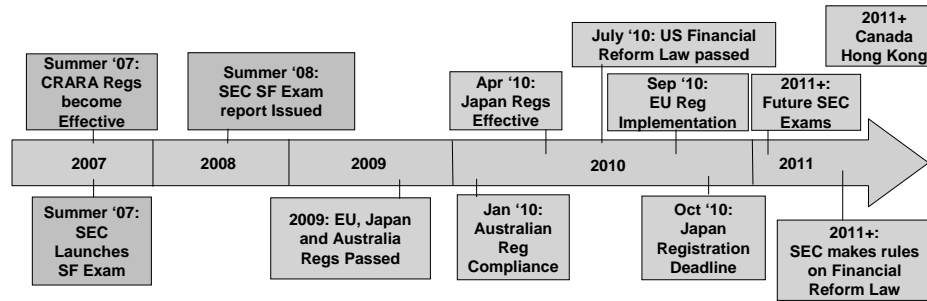 Summer ‘07:
CRARA Regs
become
Effective
Summer ‘08:
SEC SF Exam
report Issued
Apr ‘10:
Japan Regs
Effective
July ‘10: US Financial
Reform Law passed
Sep ‘10:
EU Reg
Implementation
2011+:
Future SEC
Exams
2011+
Canada
Hong Kong
2007
2008
2009
2010
2011
Summer ‘07:
SEC
Launches
SF Exam
2009: EU, Japan
and Australia
Regs Passed
Jan ‘10:
Australian
Reg
Compliance
Oct ‘10:
Japan
Registration
Deadline
2011+:
SEC makes rules
on Financial
Reform Law